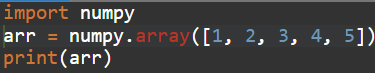 import numpy
arr = numpy.array([1, 2, 3, 4, 5])
print(arr)